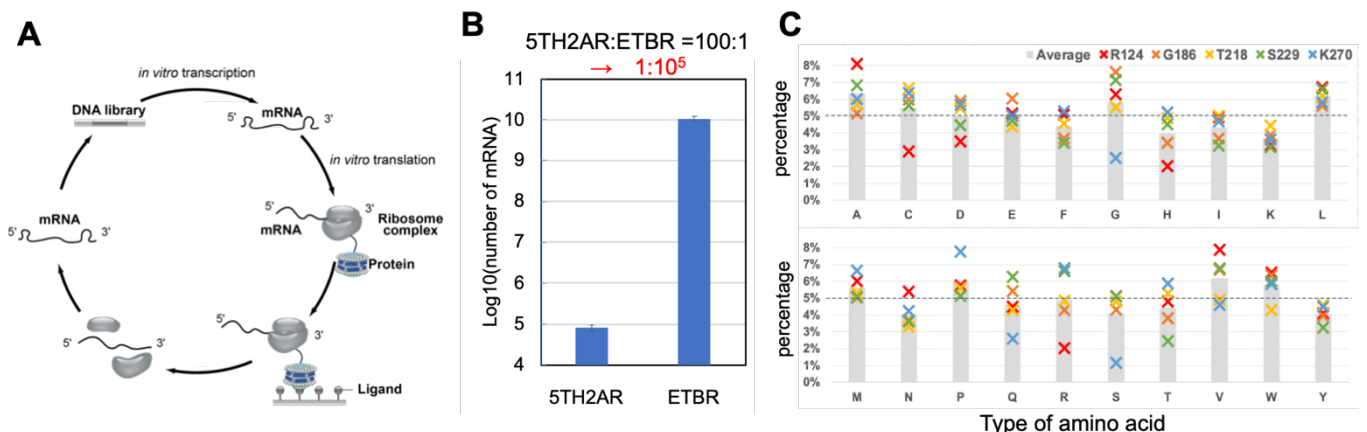 A
in vitro transcription
DNA library
mRNA
5'
3'
in vitro translation
3'
5'
mRNA
Ribosome
complex
Protein
5'
3'
Ligand
mRNA
5'
3'
B
5TH2AR:ETBR =100:1
→ 1:10⁵
Log10(number of mRNA)
11
10
9
8
7
6
5
4
5TH2AR
ETBR
C
Average R124 G186 T218 S229 K270
percentage
8%
7%
6%
5%
4%
3%
2%
1%
0%
A C D E F G H I K L
percentage
8%
7%
6%
5%
4%
3%
2%
1%
0%
M N P Q R S T V W Y
Type of amino acid